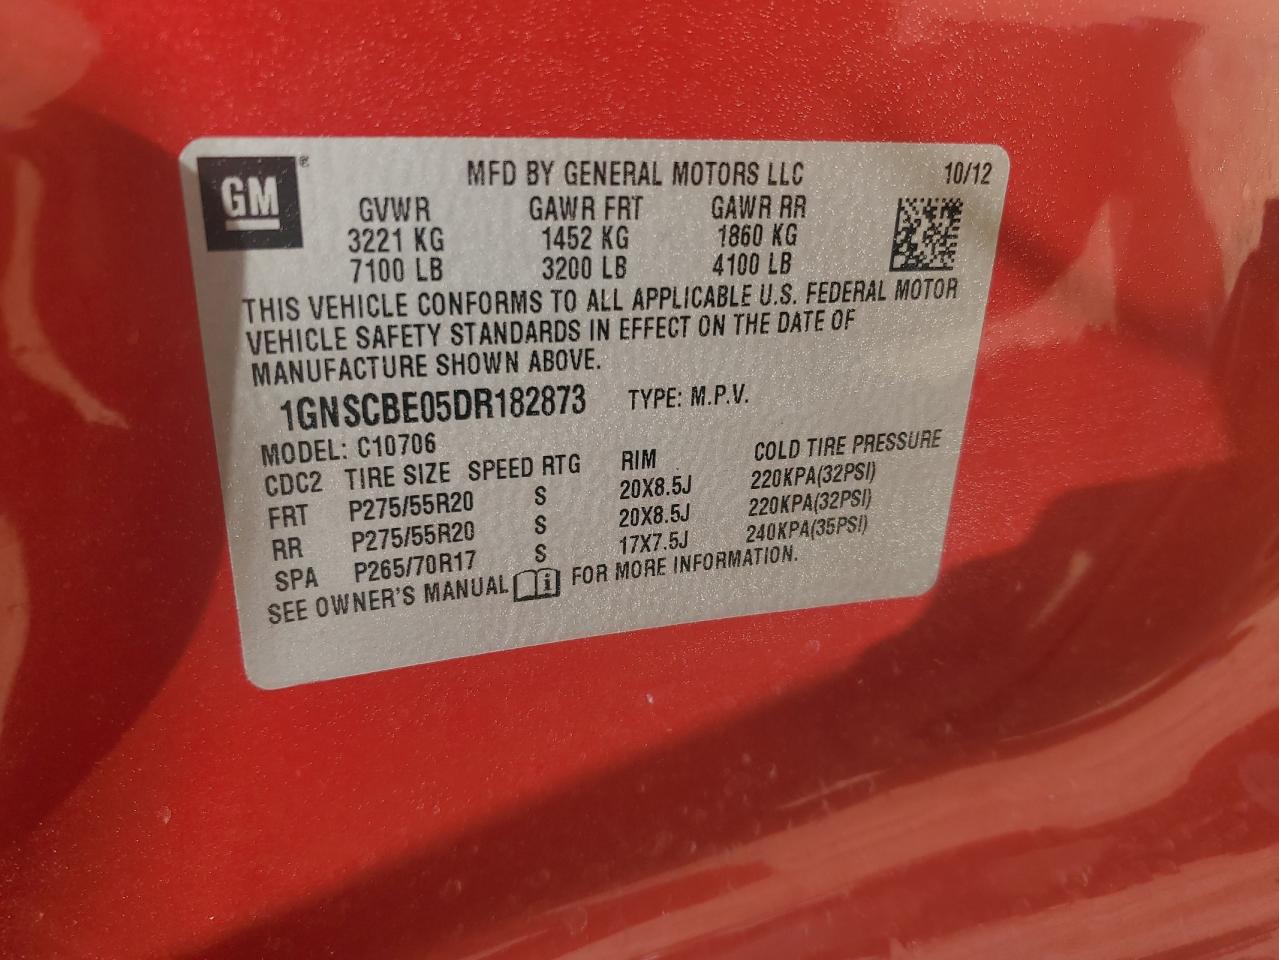 GM ® MFD BY GENERAL MOTORS LLC 10/12
GVWR GAWR FRT GAWR RR
3221 KG 1452 KG 1860 KG
7100 LB 3200 LB 4100 LB
THIS VEHICLE CONFORMS TO ALL APPLICABLE U.S. FEDERAL MOTOR
VEHICLE SAFETY STANDARDS IN EFFECT ON THE DATE OF
MANUFACTURE SHOWN ABOVE.
1GNSCBE05DR182873 TYPE: M.P.V.
MODEL: C10706
CDC2 TIRE SIZE SPEED RTG RIM COLD TIRE PRESSURE
FRT P275/55R20 S 20X8.5J 220KPA(32PSI)
RR P275/55R20 S 20X8.5J 220KPA(32PSI)
SPA P265/70R17 S 17X7.5J 240KPA(35PSI)
SEE OWNER'S MANUAL i FOR MORE INFORMATION.